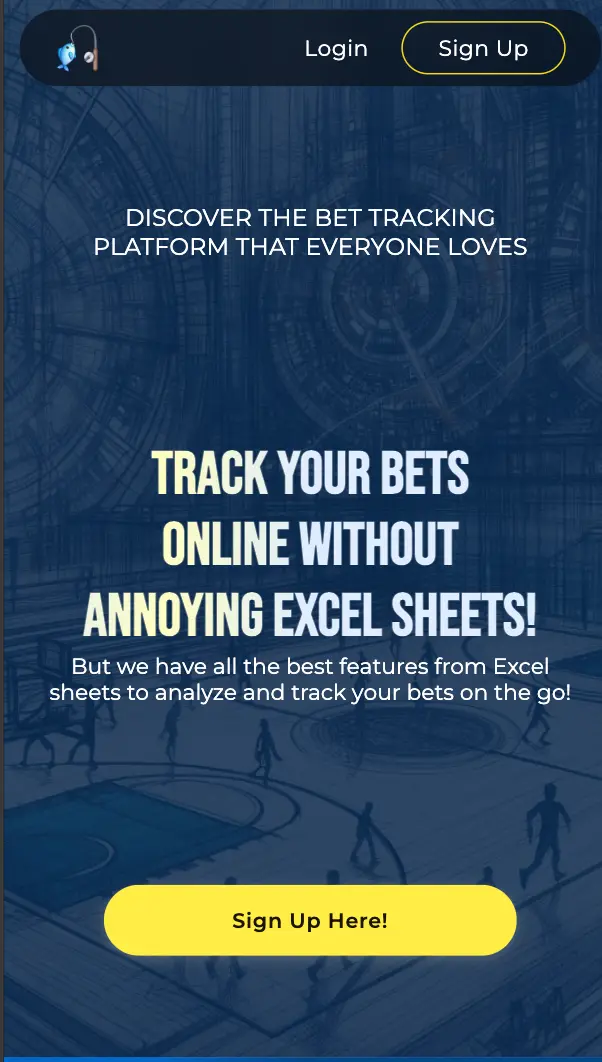 Login
Sign Up
DISCOVER THE BET TRACKING
PLATFORM THAT EVERYONE LOVES
TRACK YOUR BETS
ONLINE WITHOUT
ANNOYING EXCEL SHEETS!
But we have all the best features from Excel
sheets to analyze and track your bets on the go!
Sign Up Here!